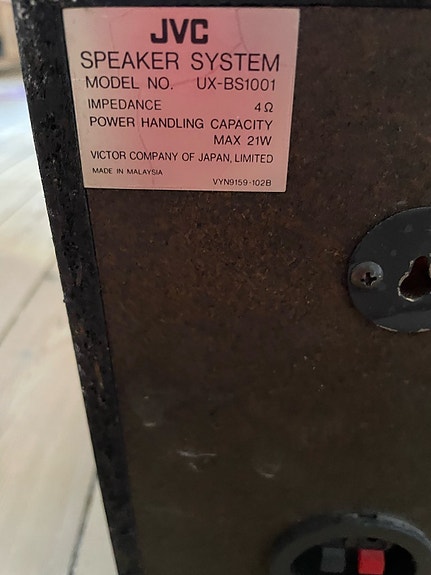 JVC
SPEAKER SYSTEM
MODEL NO. UX-BS1001
IMPEDANCE 4Ω
POWER HANDLING CAPACITY
MAX 21W
VICTOR COMPANY OF JAPAN, LIMITED
MADE IN MALAYSIA
VYN9159-102B